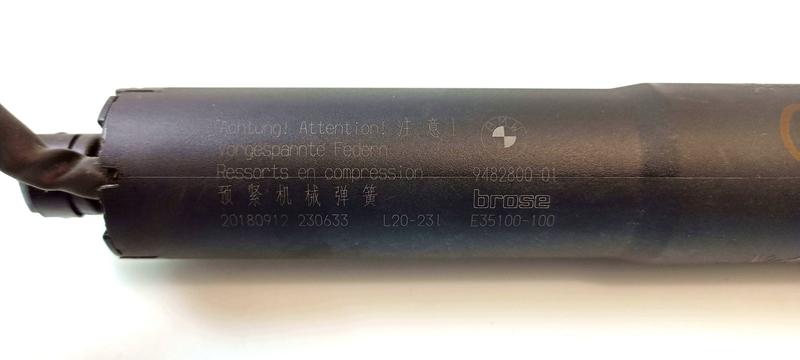 Achtung! Attention! 注 意 !
Vorgespannte Federn
Ressorts en compression
预 紧 机 械 弹 簧
20180912 230633 L20-231
BMW
9482800-01
brose
E35100-100